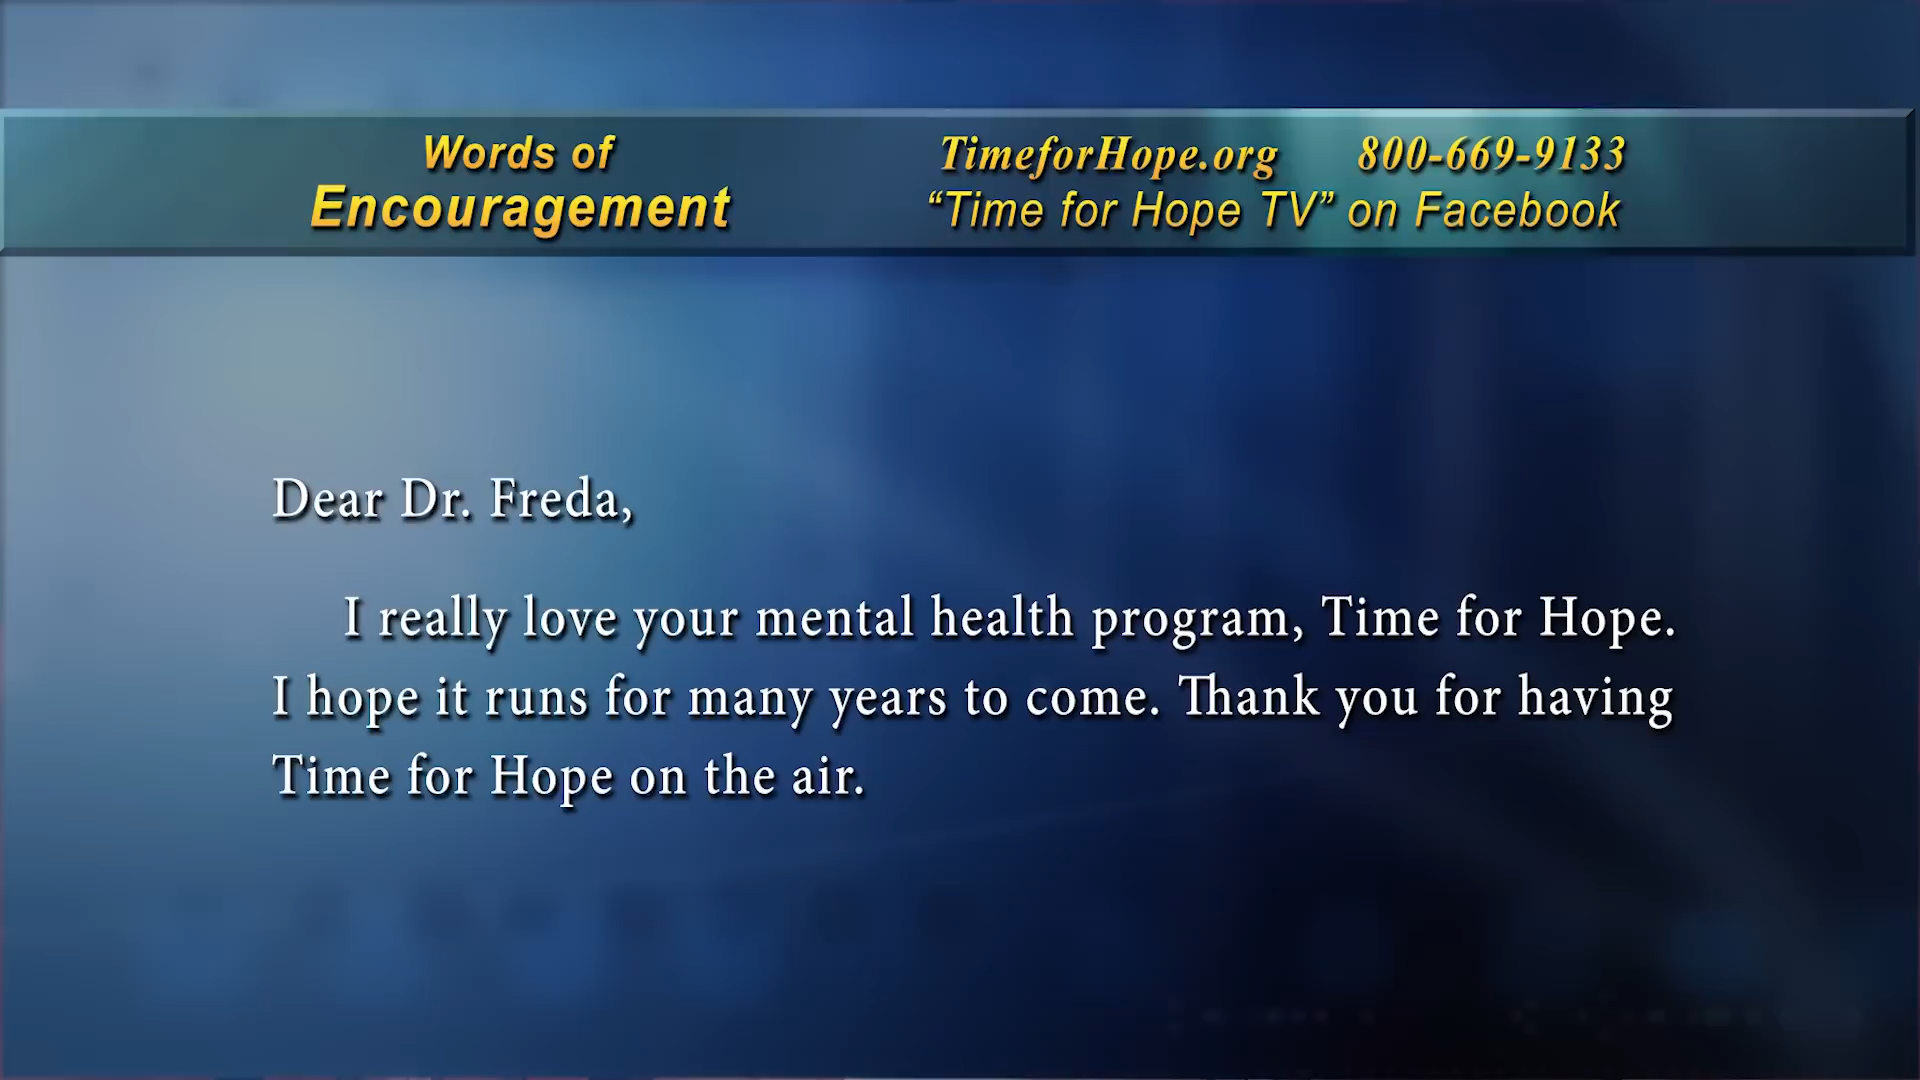 Words of
Encouragement
TimeforHope.org 800-669-9133
“Time for Hope TV” on Facebook
Dear Dr. Freda,
I really love your mental health program, Time for Hope.
I hope it runs for many years to come. Thank you for having
Time for Hope on the air.